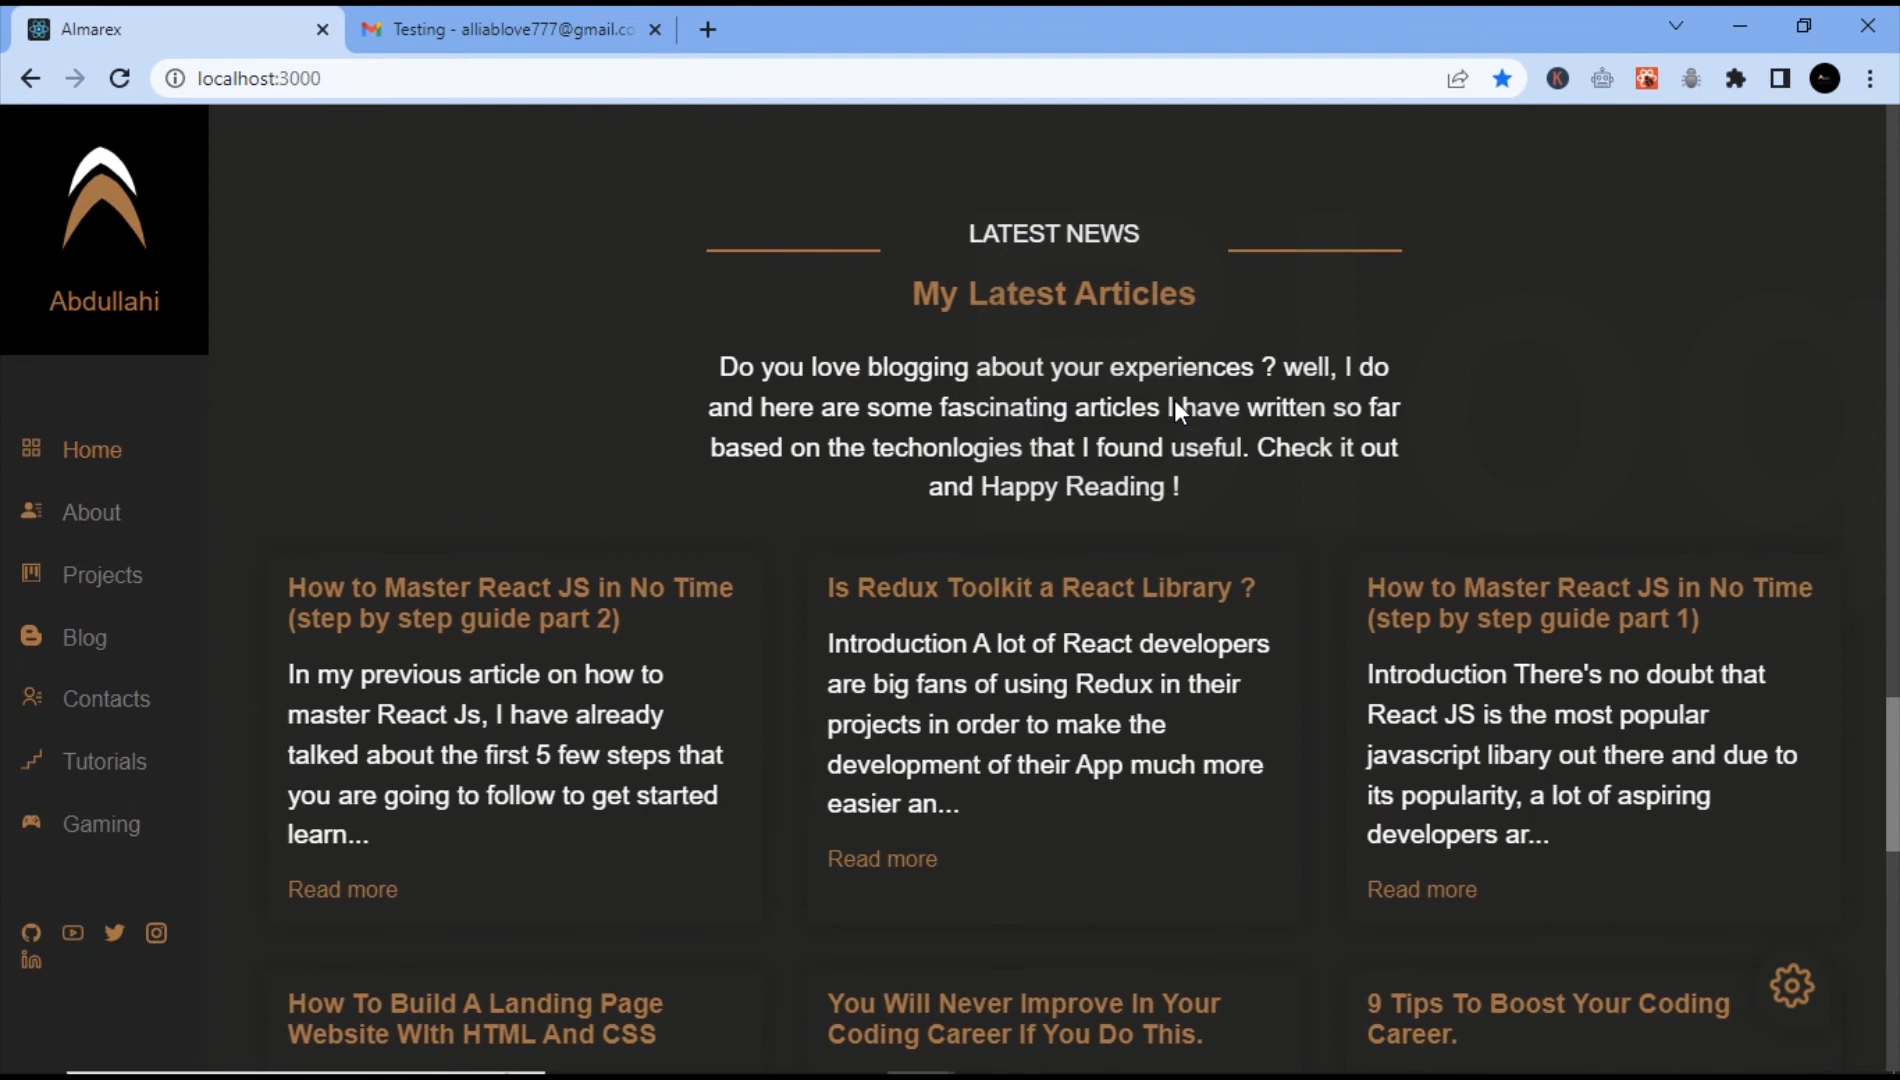 Almarex
Testing - alliablove777@gmail.co
localhost:3000
Abdullahi
Home
About
Projects
Blog
Contacts
Tutorials
Gaming
LATEST NEWS
My Latest Articles
Do you love blogging about your experiences ? well, I do
and here are some fascinating articles I have written so far
based on the techonlogies that I found useful. Check it out
and Happy Reading !
How to Master React JS in No Time
(step by step guide part 2)
In my previous article on how to
master React Js, I have already
talked about the first 5 few steps that
you are going to follow to get started
learn...
Read more
Is Redux Toolkit a React Library ?
Introduction A lot of React developers
are big fans of using Redux in their
projects in order to make the
development of their App much more
easier an...
Read more
How to Master React JS in No Time
(step by step guide part 1)
Introduction There's no doubt that
React JS is the most popular
javascript libary out there and due to
its popularity, a lot of aspiring
developers ar...
Read more
How To Build A Landing Page
Website WIth HTML And CSS
You Will Never Improve In Your
Coding Career If You Do This.
9 Tips To Boost Your Coding
Career.